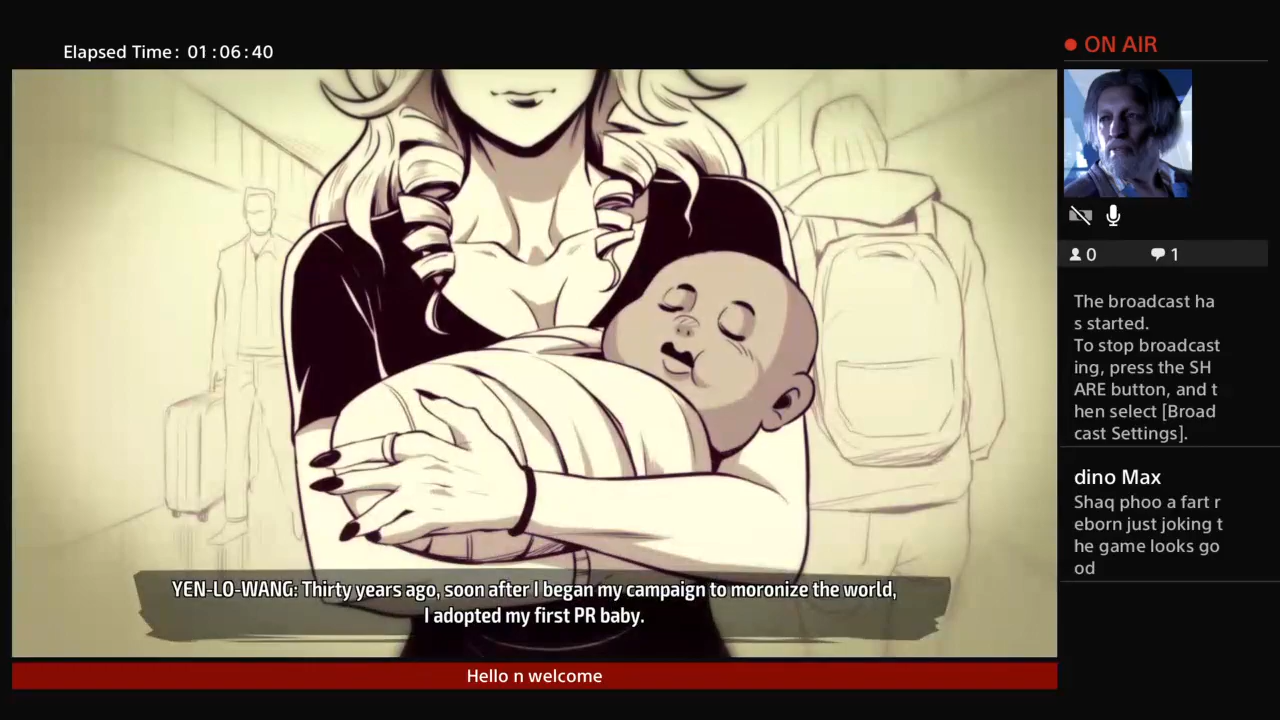 Elapsed Time: 01:06:40
ON AIR
0 1
The broadcast ha
s started.
To stop broadcast
ing, press the SH
ARE button, and t
hen select [Broad
cast Settings].
dino Max
Shaq phoo a fart r
eborn just joking t
he game looks go
od
YEN-LO-WANG: Thirty years ago, soon after I began my campaign to moronize the world,
I adopted my first PR baby.
Hello n welcome